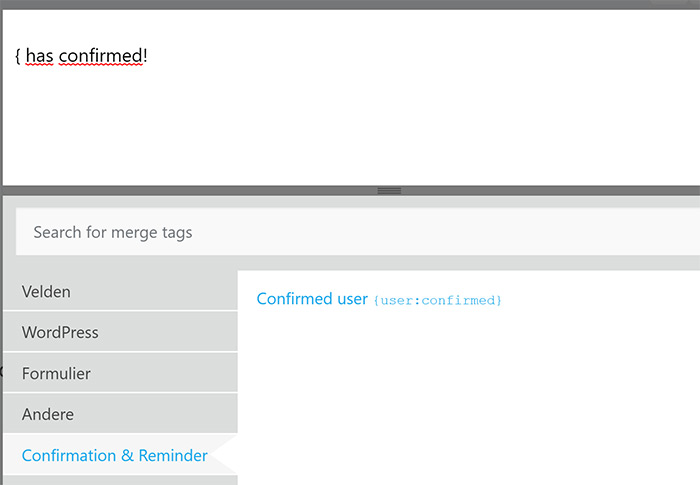 { has confirmed!
Search for merge tags
Velden
Confirmed user {user:confirmed}
WordPress
Formulier
Andere
Confirmation & Reminder